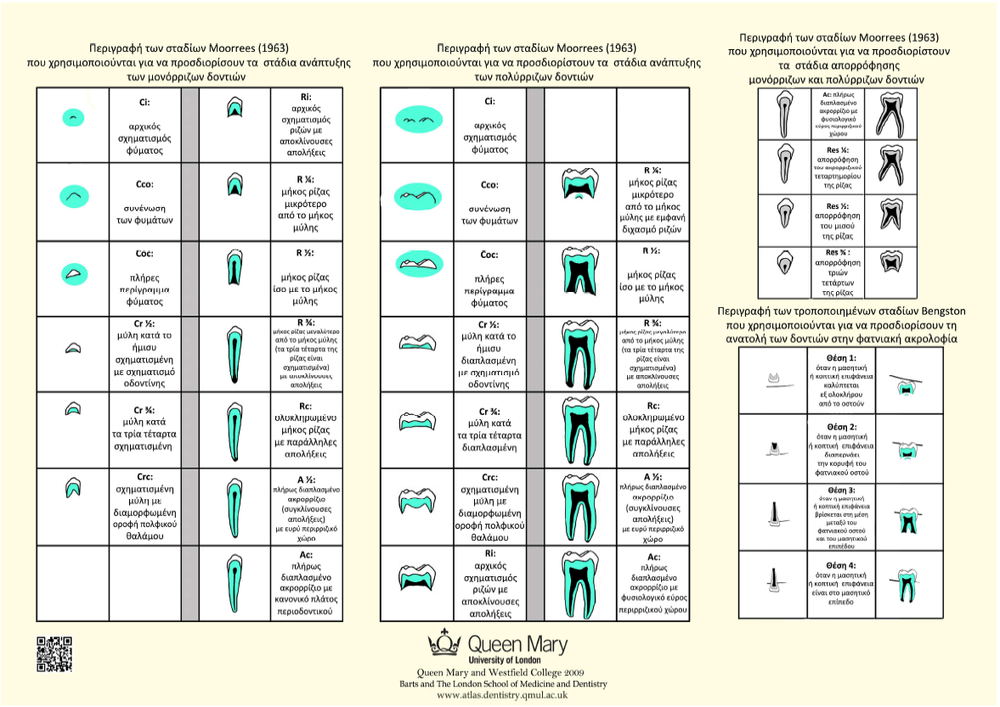 Περιγραφή των σταδίων Moorrees (1963)
που χρησιμοποιούνται για να προσδιορίσουν τα στάδια ανάπτυξης
των μονόρριζων δοντιών
Ci:
αρχικός
σχηματισμός
φύματος
Ri:
αρχικός
σχηματισμός
ριζών με
αποκλίνουσες
απολήξεις
Cco:
συνένωση
των φυμάτων
R ¼:
μήκος ρίζας
μικρότερο
από το μήκος
μύλης
Coc:
πλήρες
περίγραμμα
φύματος
R ½:
μήκος ρίζας
ίσο με το μήκος
μύλης
Cr ½:
μύλη κατά το
ήμισυ
σχηματισμένη
με σχηματισμό
οδοντίνης
R ¾:
μήκος ρίζας μεγαλύτερο
από το μήκος μύλης
(τα τρία τέταρτα της
ρίζας είναι
σχηματισμένα)
με αποκλίνουσες
απολήξεις
Cr ¾:
μύλη κατά
τα τρία τέταρτα
σχηματισμένη
Rc:
ολοκληρωμένο
μήκος ρίζας
με παράλληλες
απολήξεις
Crc:
σχηματισμένη
μύλη με
διαμορφωμένη
οροφή πολφικού
θαλάμου
A ½:
πλήρως διαπλασμένο
ακρορρίζιο
(συγκλίνουσες
απολήξεις)
με ευρύ περιρριζικό
χώρο
Ac:
πλήρως
διαπλασμένο
ακρορρίζιο με
κανονικό πλάτος
περιοδοντικού
Περιγραφή των σταδίων Moorrees (1963)
που χρησιμοποιούνται για να προσδιορίστουν τα στάδια ανάπτυξης
των πολύρριζων δοντιών
Ci:
αρχικός
σχηματισμός
φύματος
Cco:
συνένωση
των φυμάτων
R ¼:
μήκος ρίζας
μικρότερο
από το μήκος
μύλης με εμφανή
διχασμό ριζών
Coc:
πλήρες
περίγραμμα
φύματος
R ½:
μήκος ρίζας
ίσο με το μήκος
μύλης
Cr ½:
μύλη κατά το
ήμισυ
διαπλασμένη
με σχηματισμό
οδοντίνης
R ¾:
μήκος ρίζας μεγαλύτερο
από το μήκος μύλης
(τα τρία τέταρτα της
ρίζας είναι
σχηματισμένα)
με αποκλίνουσες
απολήξεις
Cr ¾:
μύλη κατά
τα τρία τέταρτα
διαπλασμένη
Rc:
ολοκληρωμένο
μήκος ρίζας
με παράλληλες
απολήξεις
Crc:
σχηματισμένη
μύλη με
διαμορφωμένη
οροφή πολφικού
θαλάμου
A ½:
πλήρως διαπλασμένο
ακρορρίζιο
(συγκλίνουσες
απολήξεις)
με ευρύ περιρριζικό
χώρο
Ri:
αρχικός
σχηματισμός
ριζών με
αποκλίνουσες
απολήξεις
Ac:
πλήρως
διαπλασμένο
ακρορρίζιο με
φυσιολογικό εύρος
περιρριζικού χώρου
Περιγραφή των σταδίων Moorrees (1963)
που χρησιμοποιούνται για να προσδιορίστουν
τα στάδια απορρόφησης
μονόρριζων και πολύρριζων δοντιών
Ac: πλήρως
διαπλασμένο
ακρορρίζιο με
φυσιολογικό
εύρος περιρριζικού
χώρου
Res ¼:
απορρόφηση
του ακρορριζικού
τεταρτημορίου
της ρίζας
Res ½:
απορρόφηση
του μισού
της ρίζας
Res ¾ :
απορρόφηση
τριών
τετάρτων
της ρίζας
Περιγραφή των τροποποιημένων σταδίων Bengston
που χρησιμοποιούνται για να προσδιορίσουν τη
ανατολή των δοντιών στην φατνιακή ακρολοφία
Θέση 1:
όταν η μασητική
ή κοπτική επιφάνεια
καλύπτεται
εξ ολοκλήρου
από το οστούν
Θέση 2:
όταν η μασητική
ή κοπτική επιφάνεια
διαπερνάει
την κορυφή του
φατνιακού οστού
Θέση 3:
όταν η μασητική
ή κοπτική επιφάνεια
βρίσκεται στη μέση
μεταξύ του
φατνιακού οστού
και του μασητικού
επιπέδου
Θέση 4:
όταν η μασητική
ή κοπτική επιφάνεια
είναι στο μασητικό
επίπεδο
Queen Mary
University of London
Queen Mary and Westfield College 2009
Barts and The London School of Medicine and Dentistry
www.atlas.dentistry.qmul.ac.uk